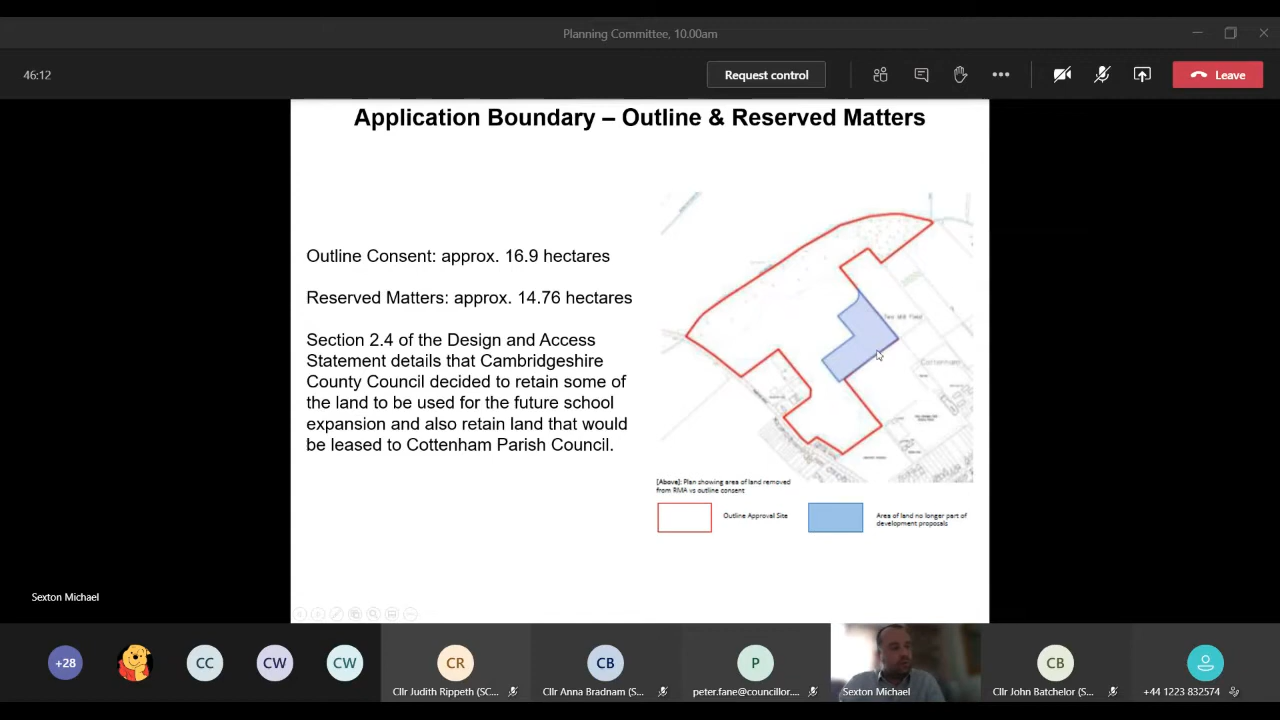 Planning Committee, 10.00am
46:12
Request control
Leave
Application Boundary – Outline & Reserved Matters
Outline Consent: approx. 16.9 hectares
Reserved Matters: approx. 14.76 hectares
Section 2.4 of the Design and Access
Statement details that Cambridgeshire
County Council decided to retain some of
the land to be used for the future school
expansion and also retain land that would
be leased to Cottenham Parish Council.
Cottenham
[Above]: Plan showing area of land removed
from RMA vs outline consent
Outline Approval Site
Area of land no longer part of
development proposals
Sexton Michael
+28
CC
CW
CW
CR
Cllr Judith Rippeth (SC...
CB
Cllr Anna Bradnam (S...
P
peter.fane@councillor....
Sexton Michael
CB
Cllr John Batchelor (S...
+44 1223 832574